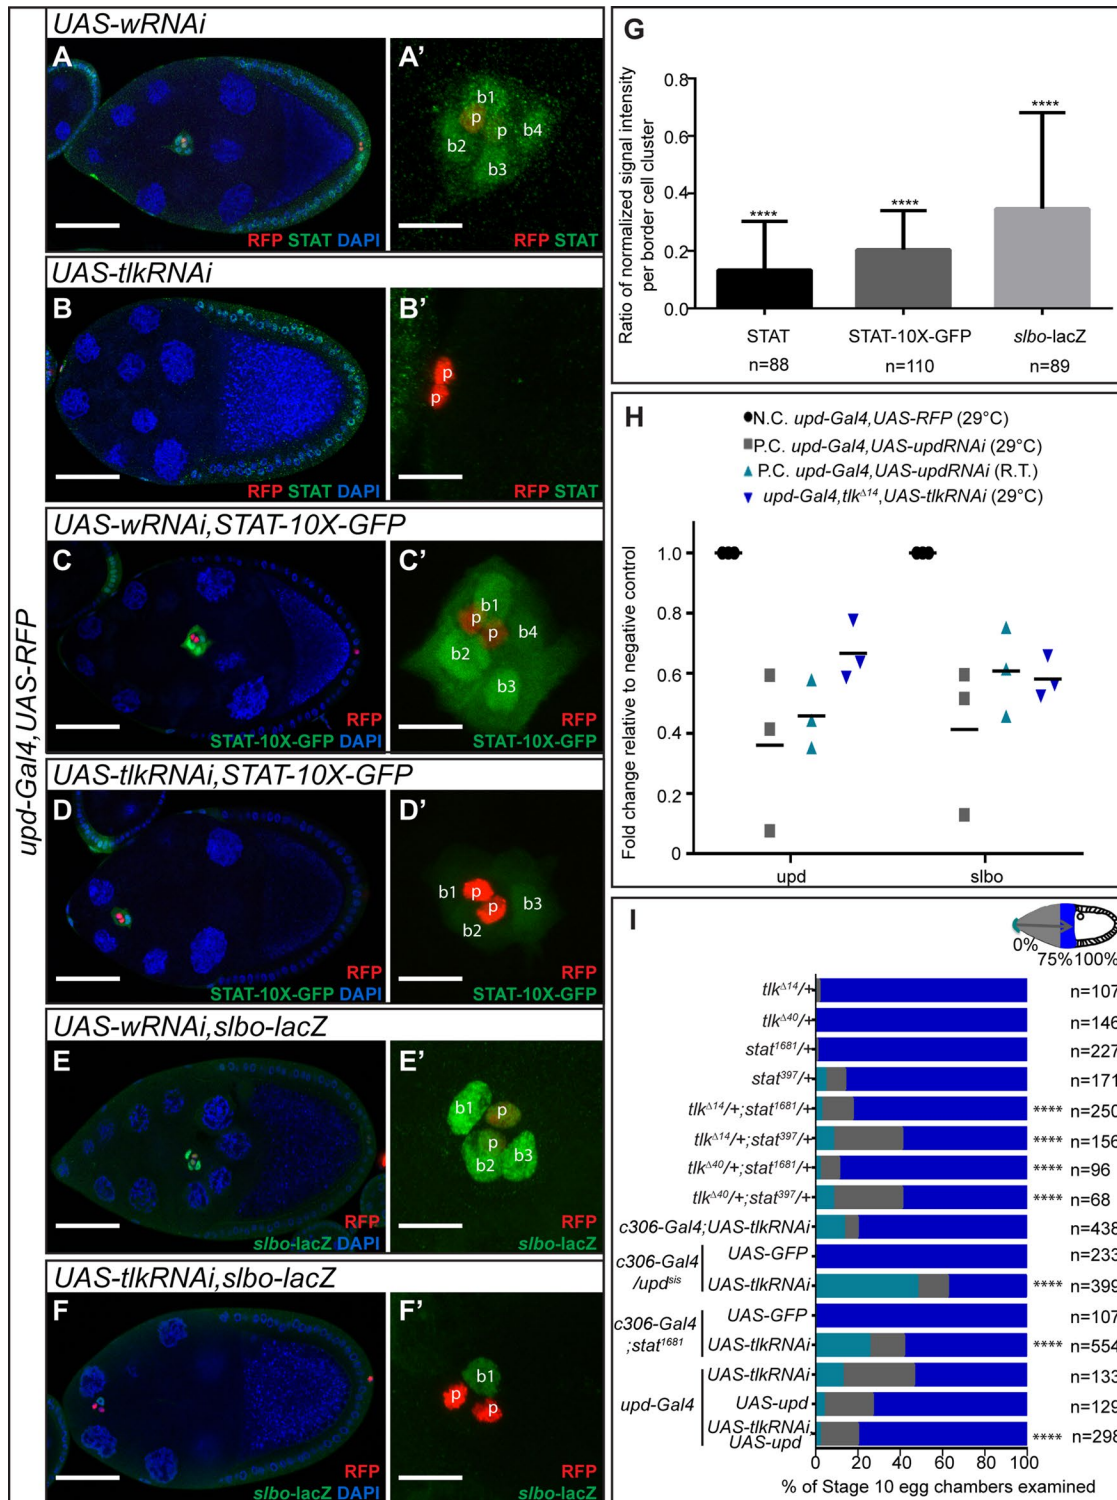 upd-Gal4,UAS-RFP
UAS-wRNAi
A
RFP STAT DAPI
A'
b1
p
p
b4
b2
b3
RFP STAT
UAS-tlkRNAi
B
RFP STAT DAPI
B'
p
p
RFP STAT
UAS-wRNAi,STAT-10X-GFP
C
RFP
STAT-10X-GFP DAPI
C'
b1
p
p
b4
b2
b3
RFP
STAT-10X-GFP
UAS-tlkRNAi,STAT-10X-GFP
D
RFP
STAT-10X-GFP DAPI
D'
b1
p
p
b3
b2
RFP
STAT-10X-GFP
UAS-wRNAi,slbo-lacZ
E
RFP
slbo-lacZ DAPI
E'
b1
p
p
b2
b3
RFP
slbo-lacZ
UAS-tlkRNAi,slbo-lacZ
F
RFP
slbo-lacZ DAPI
F'
b1
p
p
RFP
slbo-lacZ
G
Ratio of normalized signal intensity
per border cell cluster
0.8
0.6
0.4
0.2
0.0
****
****
****
STAT
STAT-10X-GFP
slbo-lacZ
n=88
n=110
n=89
H
N.C. upd-Gal4,UAS-RFP (29°C)
P.C. upd-Gal4,UAS-updRNAi (29°C)
P.C. upd-Gal4,UAS-updRNAi (R.T.)
upd-Gal4,tlkΔ14,UAS-tlkRNAi (29°C)
Fold change relative to negative control
1.0
0.8
0.6
0.4
0.2
0
upd
slbo
I
0%
75%100%
tlkΔ14/+ n=107
tlkΔ40/+ n=146
stat1681/+ n=227
stat397/+ n=171
tlkΔ14/+;stat1681/+ **** n=250
tlkΔ14/+;stat397/+ **** n=156
tlkΔ40/+;stat1681/+ **** n=96
tlkΔ40/+;stat397/+ **** n=68
c306-Gal4;UAS-tlkRNAi n=438
c306-Gal4
/updsis
UAS-GFP n=233
UAS-tlkRNAi **** n=399
c306-Gal4
;stat1681
UAS-GFP n=107
UAS-tlkRNAi **** n=554
upd-Gal4
UAS-tlkRNAi n=133
UAS-upd n=129
UAS-tlkRNAi
UAS-upd **** n=298
0 20 40 60 80 100
% of Stage 10 egg chambers examined